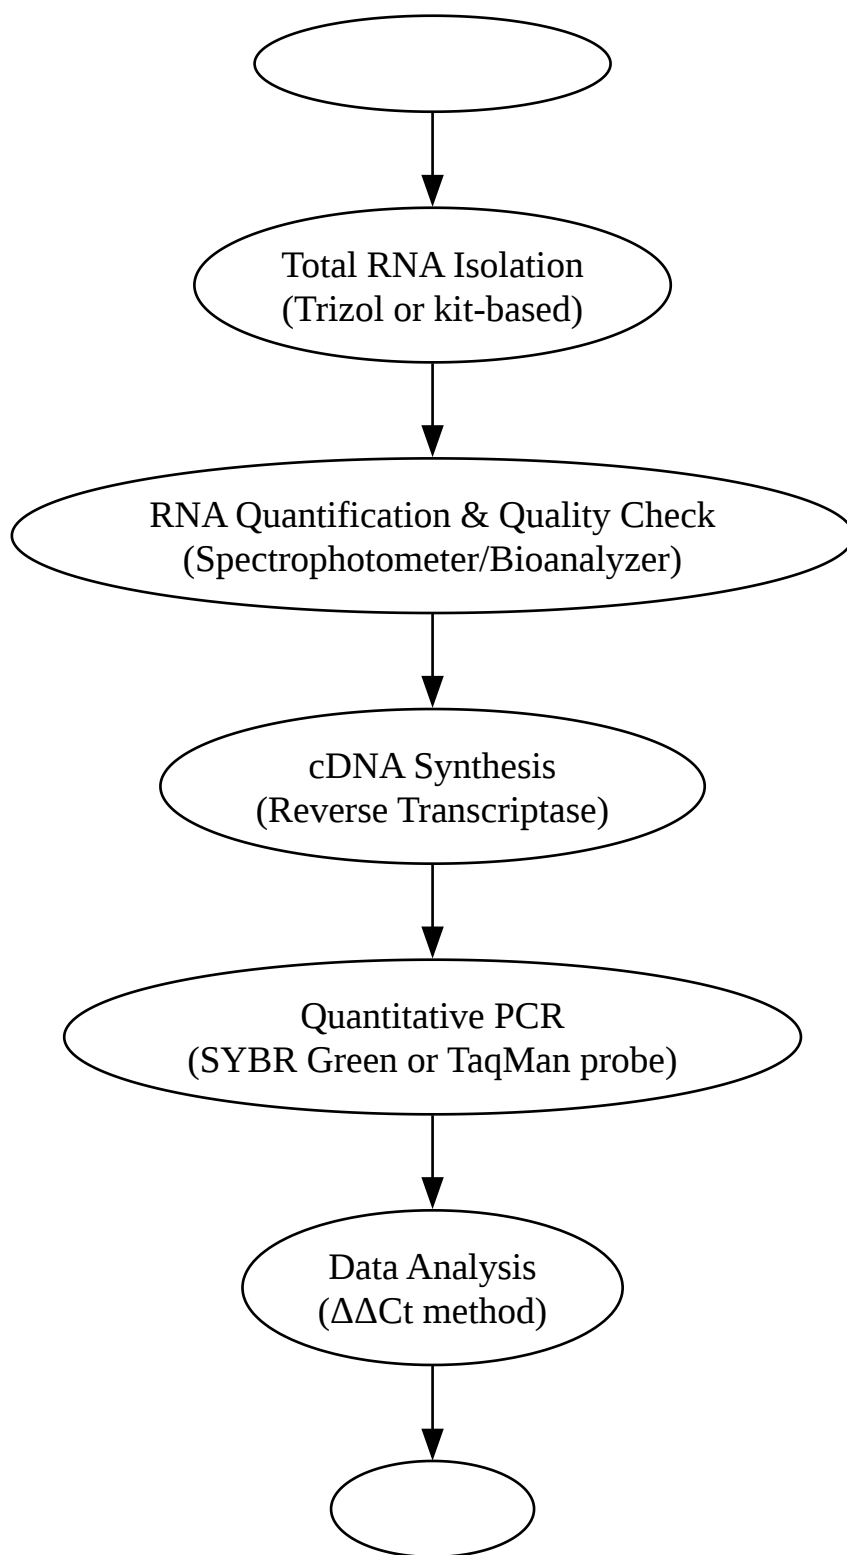 Total RNA Isolation
(Trizol or kit-based)
RNA Quantification & Quality Check
(Spectrophotometer/Bioanalyzer)
cDNA Synthesis
(Reverse Transcriptase)
Quantitative PCR
(SYBR Green or TaqMan probe)
Data Analysis
(ΔΔCt method)